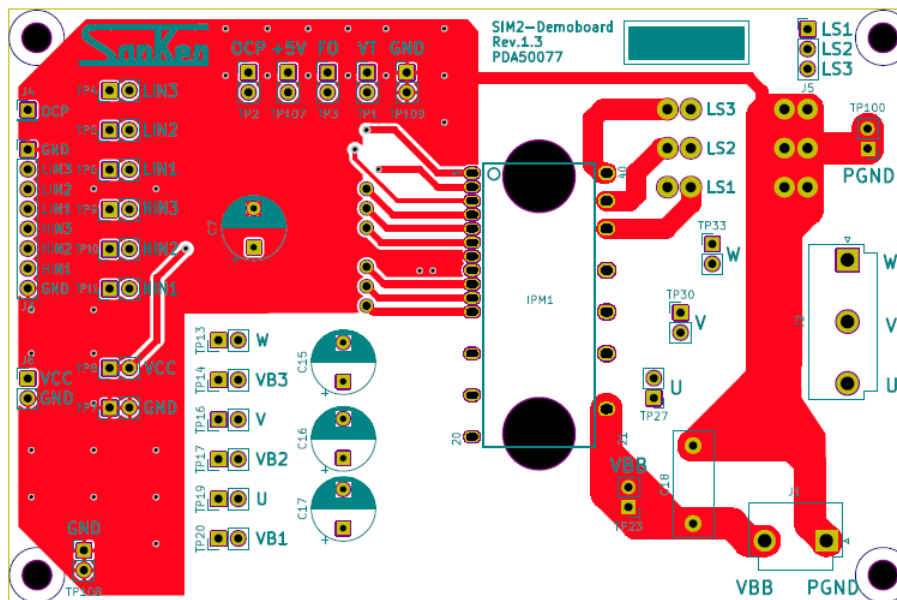 SanKen
SIM2-Demoboard
Rev.1.3
PDA50077
LS1
LS2
LS3
OCP +5V FO VT GND
TP2 TP107 TP3 TP1 TP109
J4
OCP
TP4 LIN3
TP5 LIN2
TP6 LIN1
TP9 HIN3
TP10 HIN2
TP11 HIN1
GND
LIN3
LIN2
LIN1
HIN3
HIN2
HIN1
GND
J3
C7
J5
LS3
LS2
LS1
TP100
PGND
1
40
IPM1
20
21
TP33
W
TP30
V
U
TP27
J2
W
V
U
VCC
GND
TP8 VCC
TP7 GND
TP13 W
TP14 VB3
TP16 V
TP17 VB2
TP19 U
TP20 VB1
C15
+
C16
+
C17
+
VBB
TP23
C18
J1
VBB PGND
GND
TP108